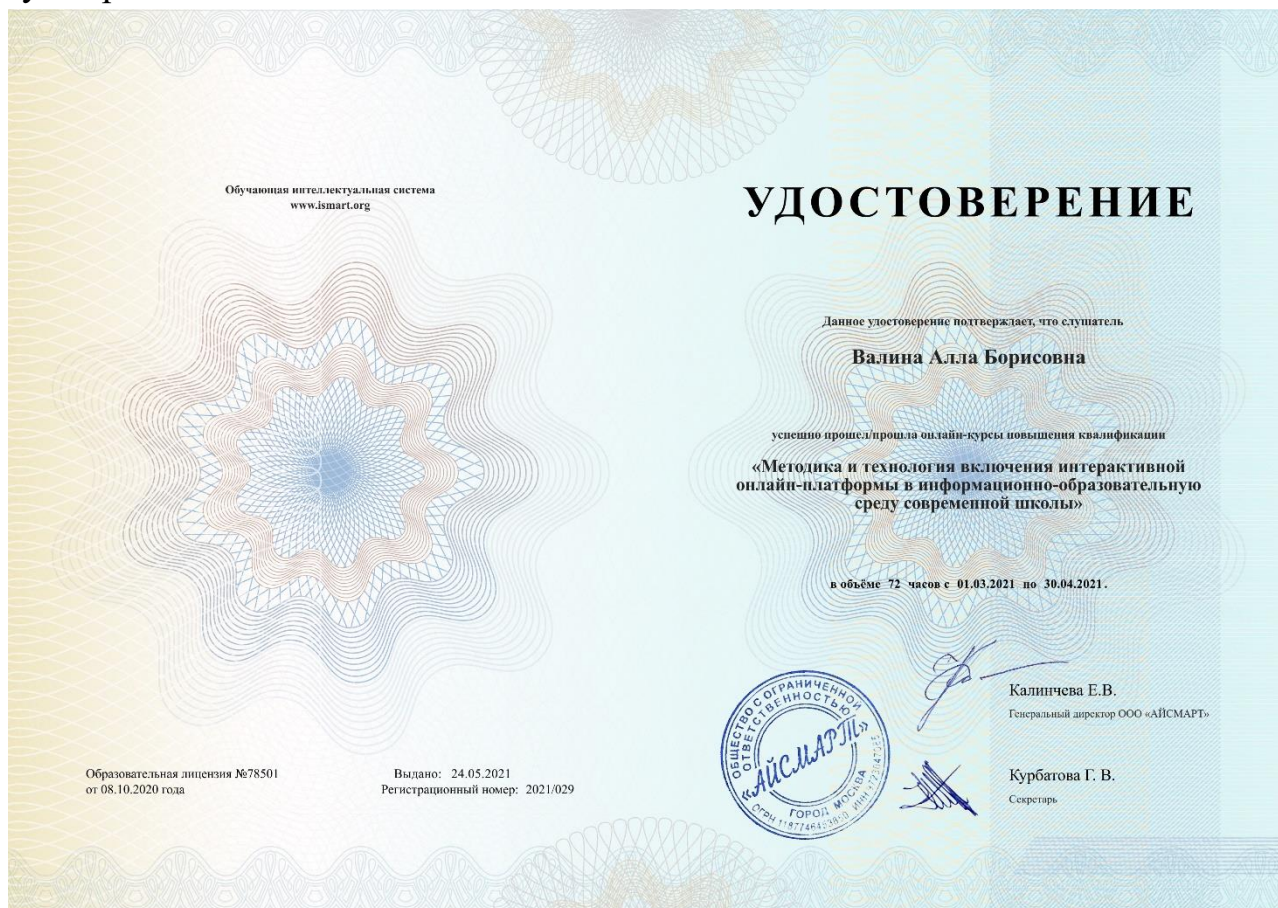 Обучающая интеллектуальная система
www.ismart.org
Образовательная лицензия №78501
от 08.10.2020 года
Выдано: 24.05.2021
Регистрационный номер: 2021/029
УДОСТОВЕРЕНИЕ
Данное удостоверение подтверждает, что слушатель
Валина Алла Борисовна
успешно прошел/прошла онлайн-курсы повышения квалификации
«Методика и технология включения интерактивной
онлайн-платформы в информационно-образовательную
среду современной школы»
в объёме 72 часов с 01.03.2021 по 30.04.2021.
Калинчева Е.В.
Генеральный директор ООО «АЙСМАРТ»
Курбатова Г. В.
Секретарь
ОБЩЕСТВО С ОГРАНИЧЕННОЙ
ОТВЕТСТВЕННОСТЬЮ
«АЙСМАРТ»
ГОРОД МОСКВА
ОГРН
ИНН